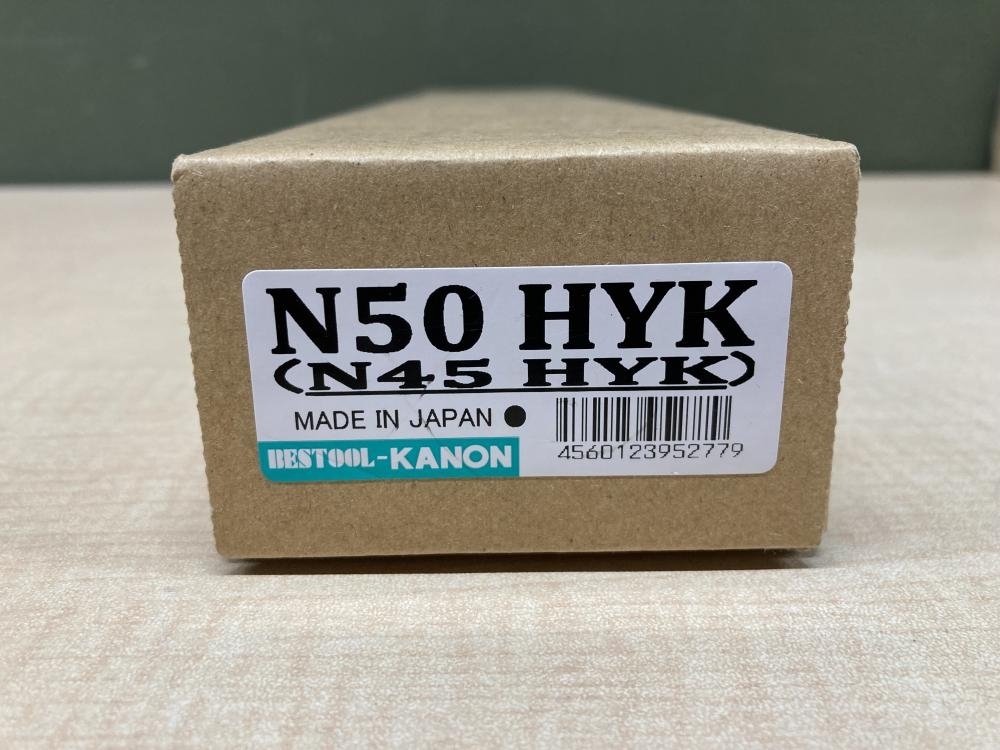 N50 HYK
(N45 HYK)
MADE IN JAPAN ●
BESTOOL-KANON
4560123952779